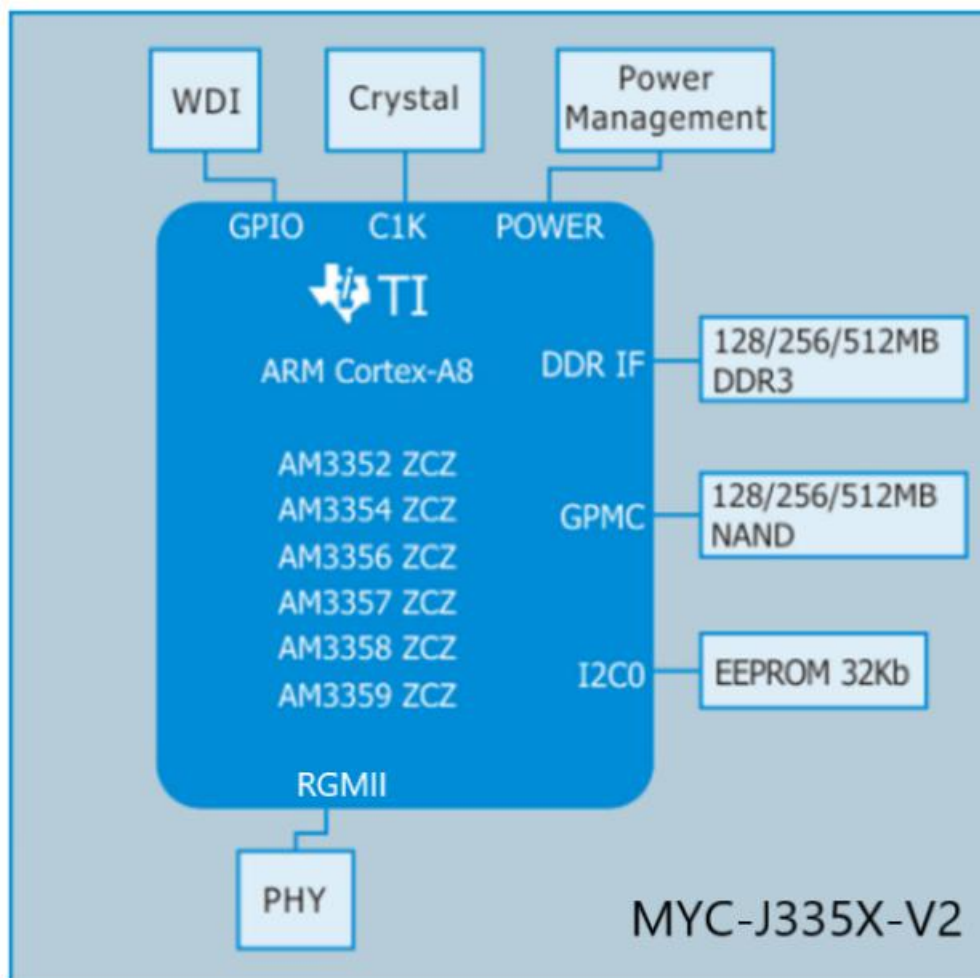 WDI
Crystal
Power
Management
GPIO
C1K
POWER
TI
ARM Cortex-A8
DDR IF
128/256/512MB
DDR3
AM3352 ZCZ
AM3354 ZCZ
AM3356 ZCZ
AM3357 ZCZ
AM3358 ZCZ
AM3359 ZCZ
GPMC
128/256/512MB
NAND
I2C0
EEPROM 32Kb
RGMII
PHY
MYC-J335X-V2